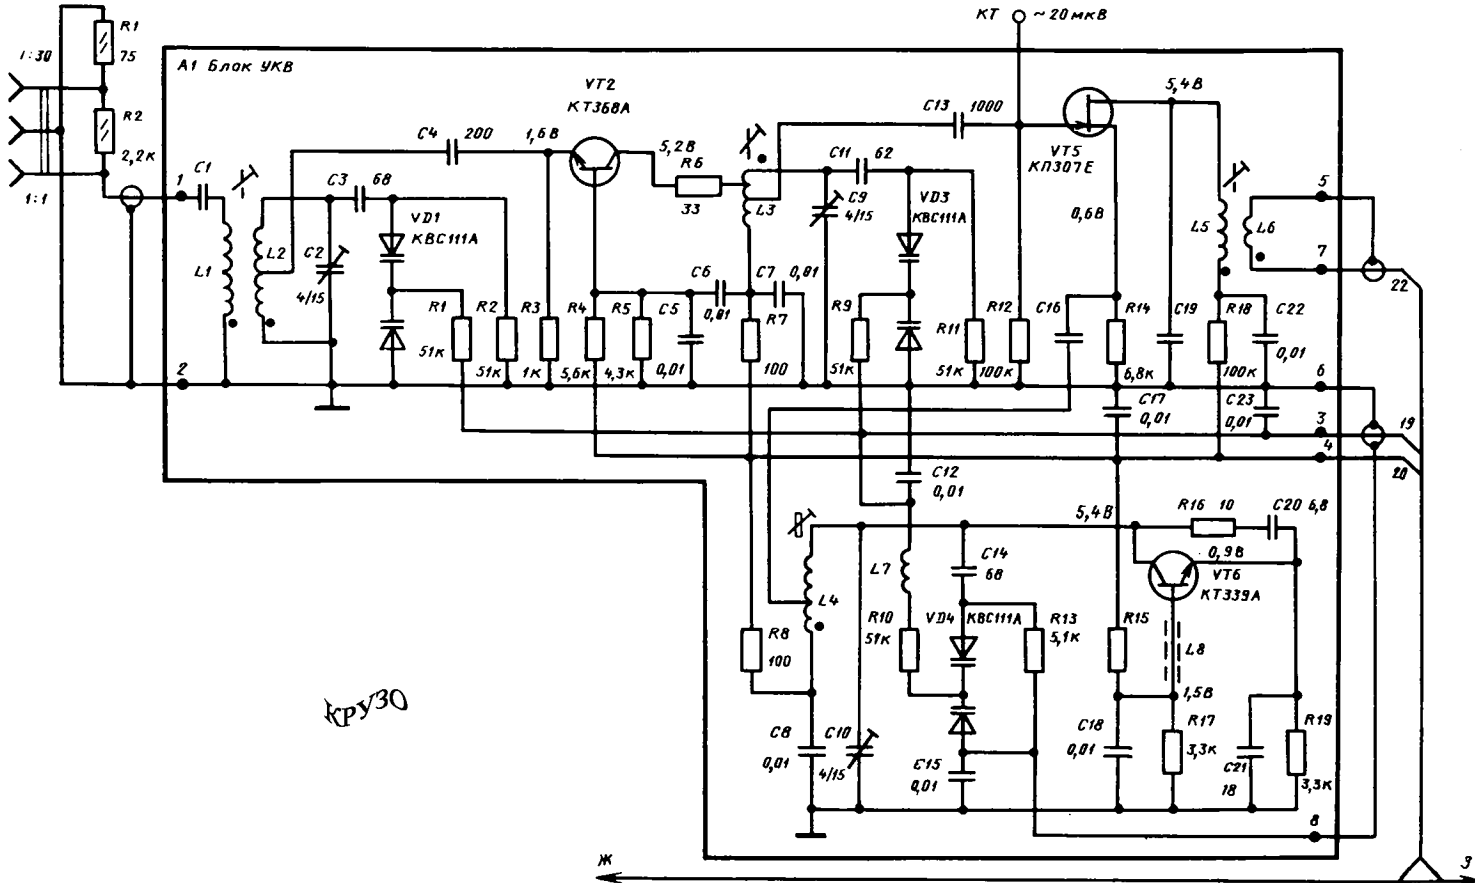 КТ ~20мкВ
1:30
R1
75
R2
2,2к
1:1
А1 Блок УКВ
VT2
КТ368А
C13 1000
5,4В
VT5
КП307Е
0,6В
C4 200
1,6В
5,2В
R6
33
C11 62
C9
4/15
VD3
КВС111А
L3
1
C1
C3 68
VD1
КВС111А
L1
L2
C2
4/15
L5
L6
5
7
22
R1
51к
R2
51к
R3
1к
R4
5,6к
R5
4,3к
C5
0,01
C6
0,01
C7
0,01
R7
100
R9
51к
R11
51к
R12
100к
C16
R14
6,8к
C19
R18
100к
C22
0,01
2
6
C17
0,01
C23
0,01
3
4
19
20
C12
0,01
5,4В
R16 10
C20 6,8
0,9В
VT6
КТ339А
L4
L7
C14
68
R8
100
R10
51к
VD4
КВС111А
R13
5,1к
R15
L8
1,5В
C8
0,01
C10
4/15
C15
0,01
C18
0,01
R17
3,3к
C21
18
R19
3,3к
8
КРУЗО
Ж
З